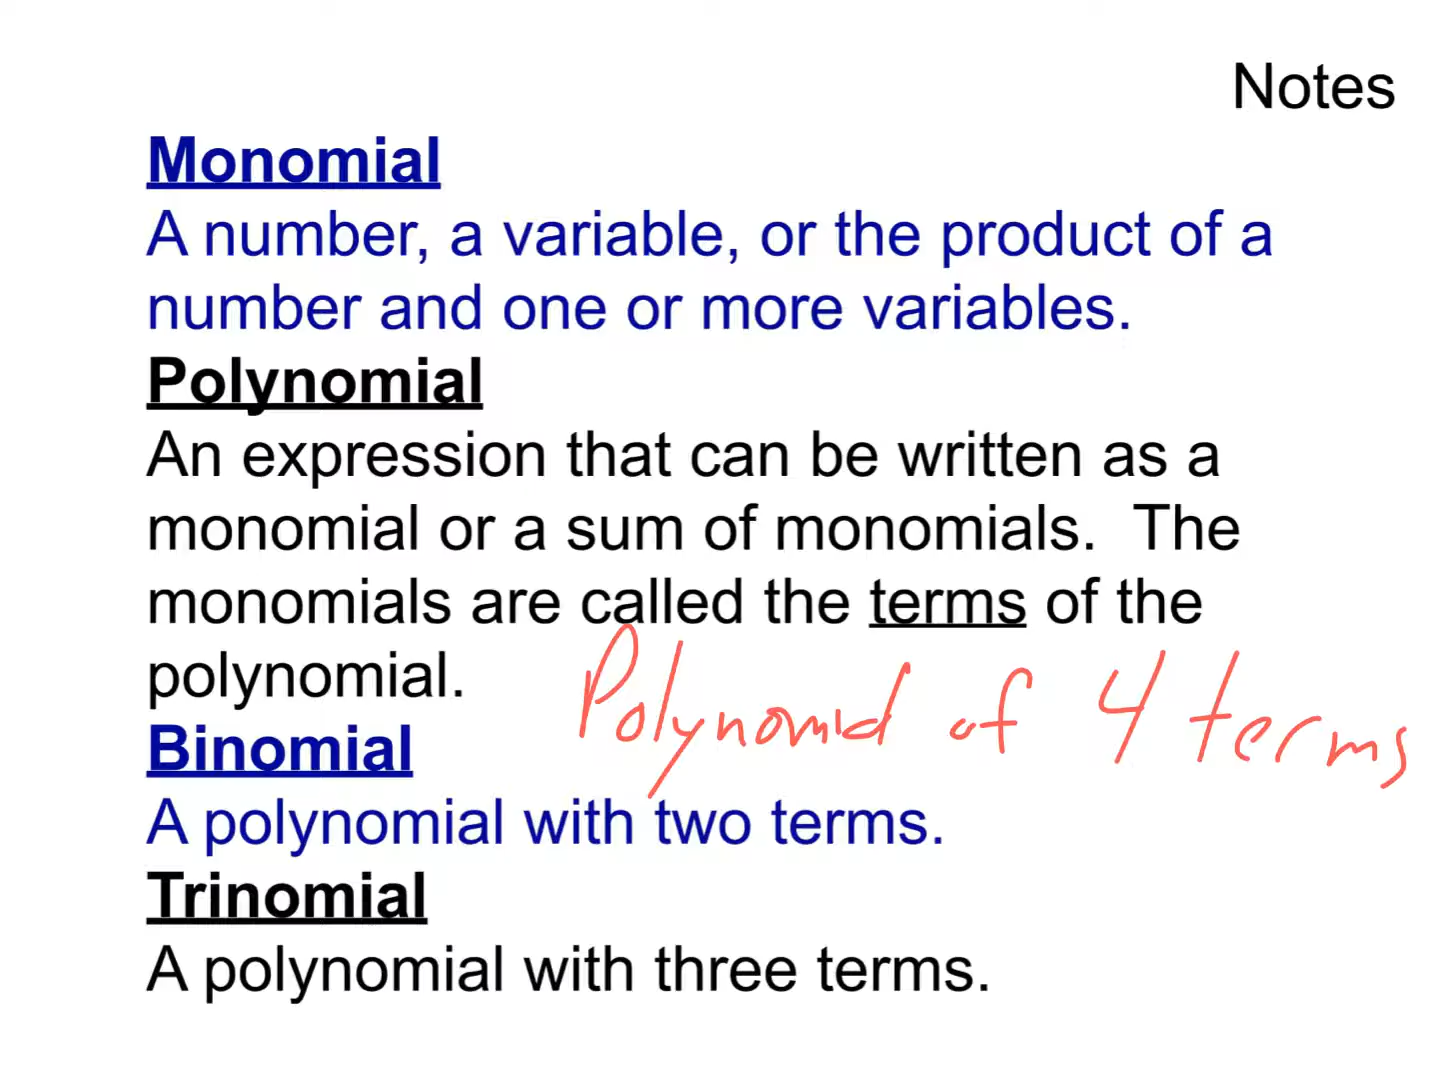 Notes
Monomial
A number, a variable, or the product of a
number and one or more variables.
Polynomial
An expression that can be written as a
monomial or a sum of monomials. The
monomials are called the terms of the
polynomial.
Polynomial of 4 terms
Binomial
A polynomial with two terms.
Trinomial
A polynomial with three terms.